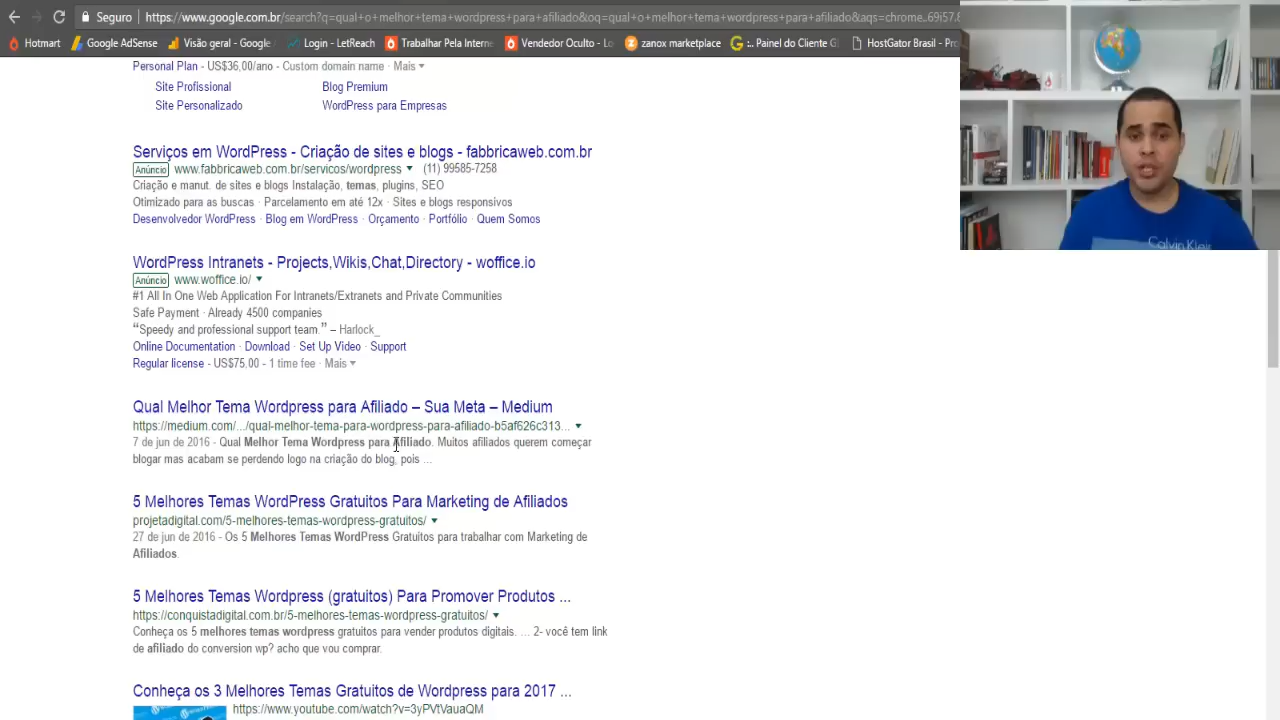 Seguro | https://www.google.com.br/search?q=qual+o+melhor+tema+wordpress+para+afiliado&oq=qual+o+melhor+tema+wordpress+para+afiliado&aqs=chrome..69i57.8
Hotmart Google AdSense Visão geral - Google Login - LetReach Trabalhar Pela Interne Vendedor Oculto - Lo zanox marketplace :. Painel do Cliente G HostGator Brasil - Pro
Personal Plan - US$36,00/ano - Custom domain name · Mais
Site Profissional Blog Premium
Site Personalizado WordPress para Empresas
Serviços em WordPress - Criação de sites e blogs - fabbricaweb.com.br
Anúncio www.fabbricaweb.com.br/servicos/wordpress (11) 99585-7258
Criação e manut. de sites e blogs Instalação, temas, plugins, SEO
Otimizado para as buscas · Parcelamento em até 12x · Sites e blogs responsivos
Desenvolvedor WordPress · Blog em WordPress · Orçamento · Portfólio · Quem Somos
WordPress Intranets - Projects,Wikis,Chat,Directory - woffice.io
Anúncio www.woffice.io/
#1 All In One Web Application For Intranets/Extranets and Private Communities
Safe Payment · Already 4500 companies
“Speedy and professional support team.” – Harlock_
Online Documentation · Download · Set Up Video · Support
Regular license - US$75,00 - 1 time fee · Mais
Qual Melhor Tema Wordpress para Afiliado – Sua Meta – Medium
https://medium.com/.../qual-melhor-tema-para-wordpress-para-afiliado-b5af626c313...
7 de jun de 2016 - Qual Melhor Tema Wordpress para Afiliado. Muitos afiliados querem começar
blogar mas acabam se perdendo logo na criação do blog, pois ...
5 Melhores Temas WordPress Gratuitos Para Marketing de Afiliados
projetadigital.com/5-melhores-temas-wordpress-gratuitos/
27 de jun de 2016 - Os 5 Melhores Temas WordPress Gratuitos para trabalhar com Marketing de
Afiliados.
5 Melhores Temas Wordpress (gratuitos) Para Promover Produtos ...
https://conquistadigital.com.br/5-melhores-temas-wordpress-gratuitos/
Conheça os 5 melhores temas wordpress gratuitos para vender produtos digitais. ... 2- você tem link
de afiliado do conversion wp? acho que vou comprar.
Conheça os 3 Melhores Temas Gratuitos de Wordpress para 2017 ...
https://www.youtube.com/watch?v=3yPVtVauaQM
Calvin Klein